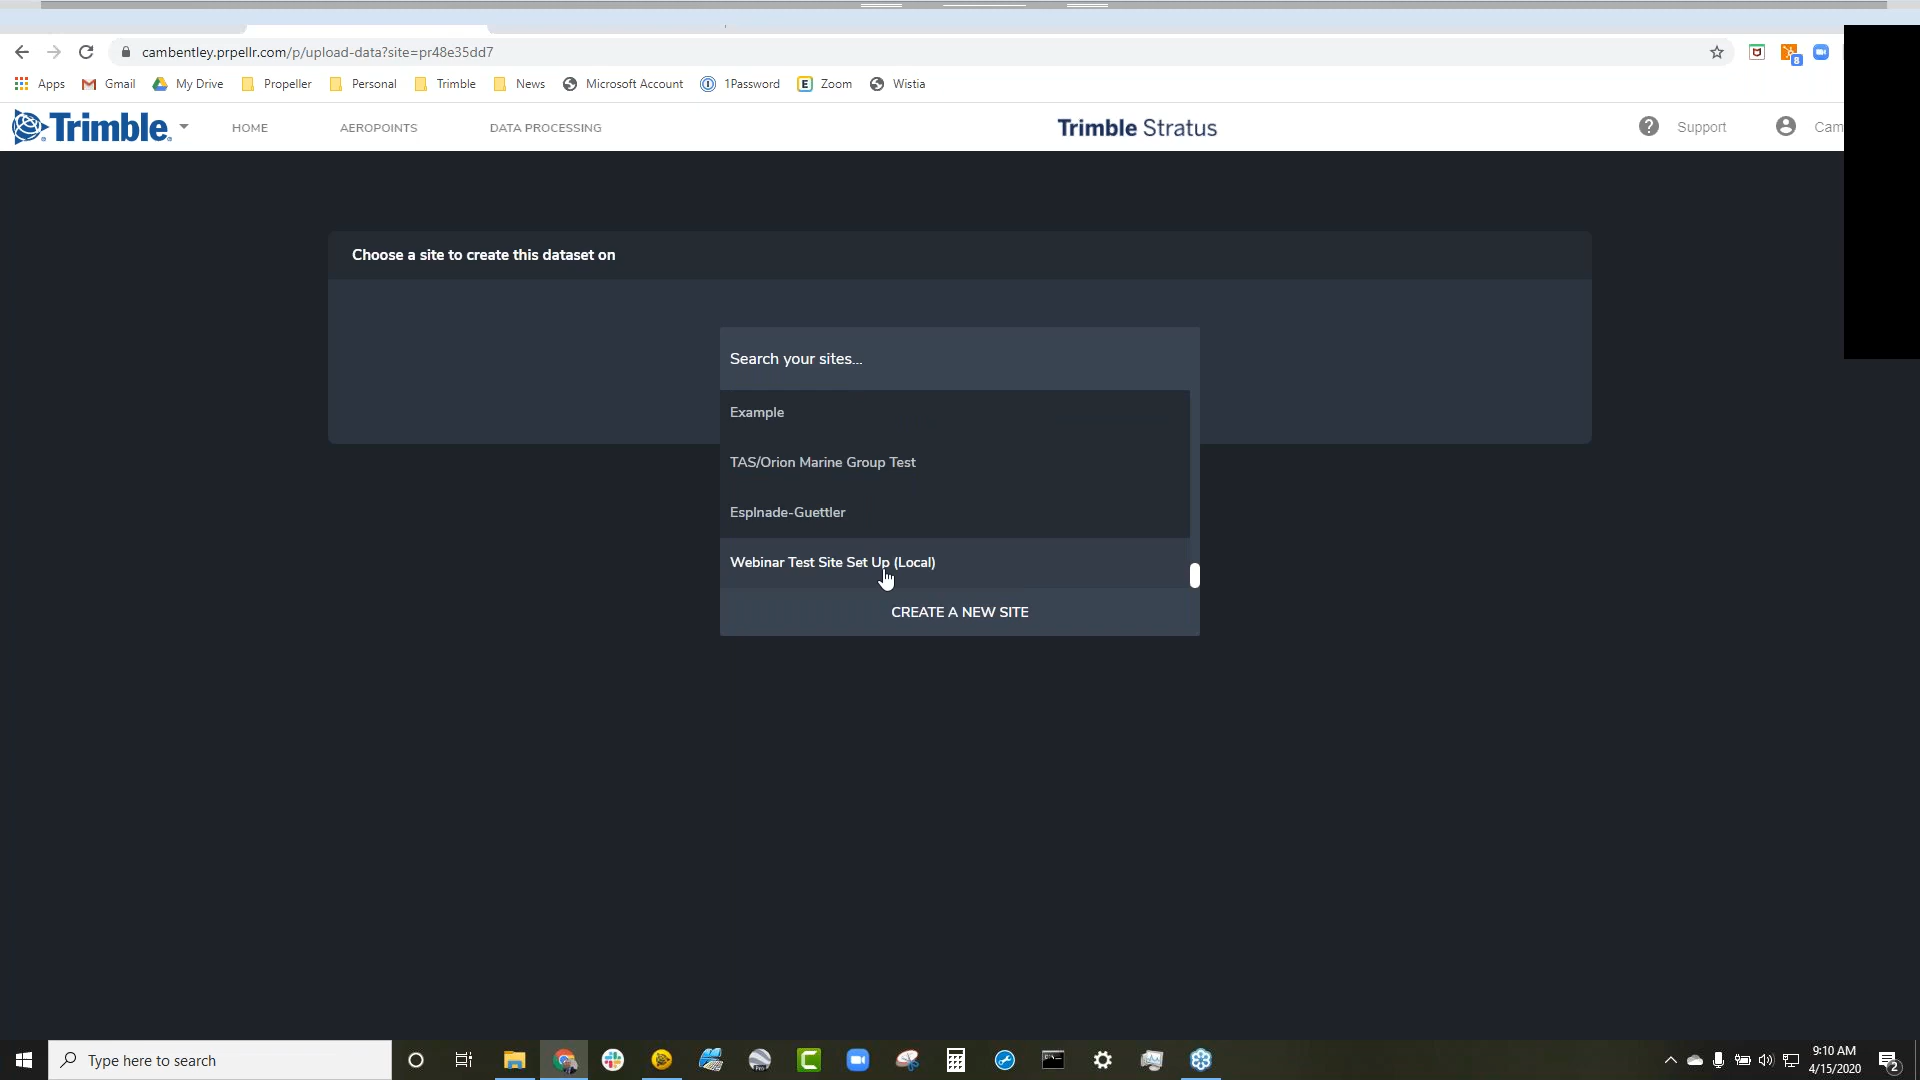 cambentley.prpellr.com/p/upload-data?site=pr48e35dd7
8
Apps Gmail My Drive Propeller Personal Trimble News Microsoft Account 1Password Zoom Wistia
Trimble HOME AEROPOINTS DATA PROCESSING Trimble Stratus ? Support Cam
Choose a site to create this dataset on
Search your sites...
Example
TAS/Orion Marine Group Test
Esplnade-Guettler
Webinar Test Site Set Up (Local)
CREATE A NEW SITE
Type here to search
9:10 AM
4/15/2020
2